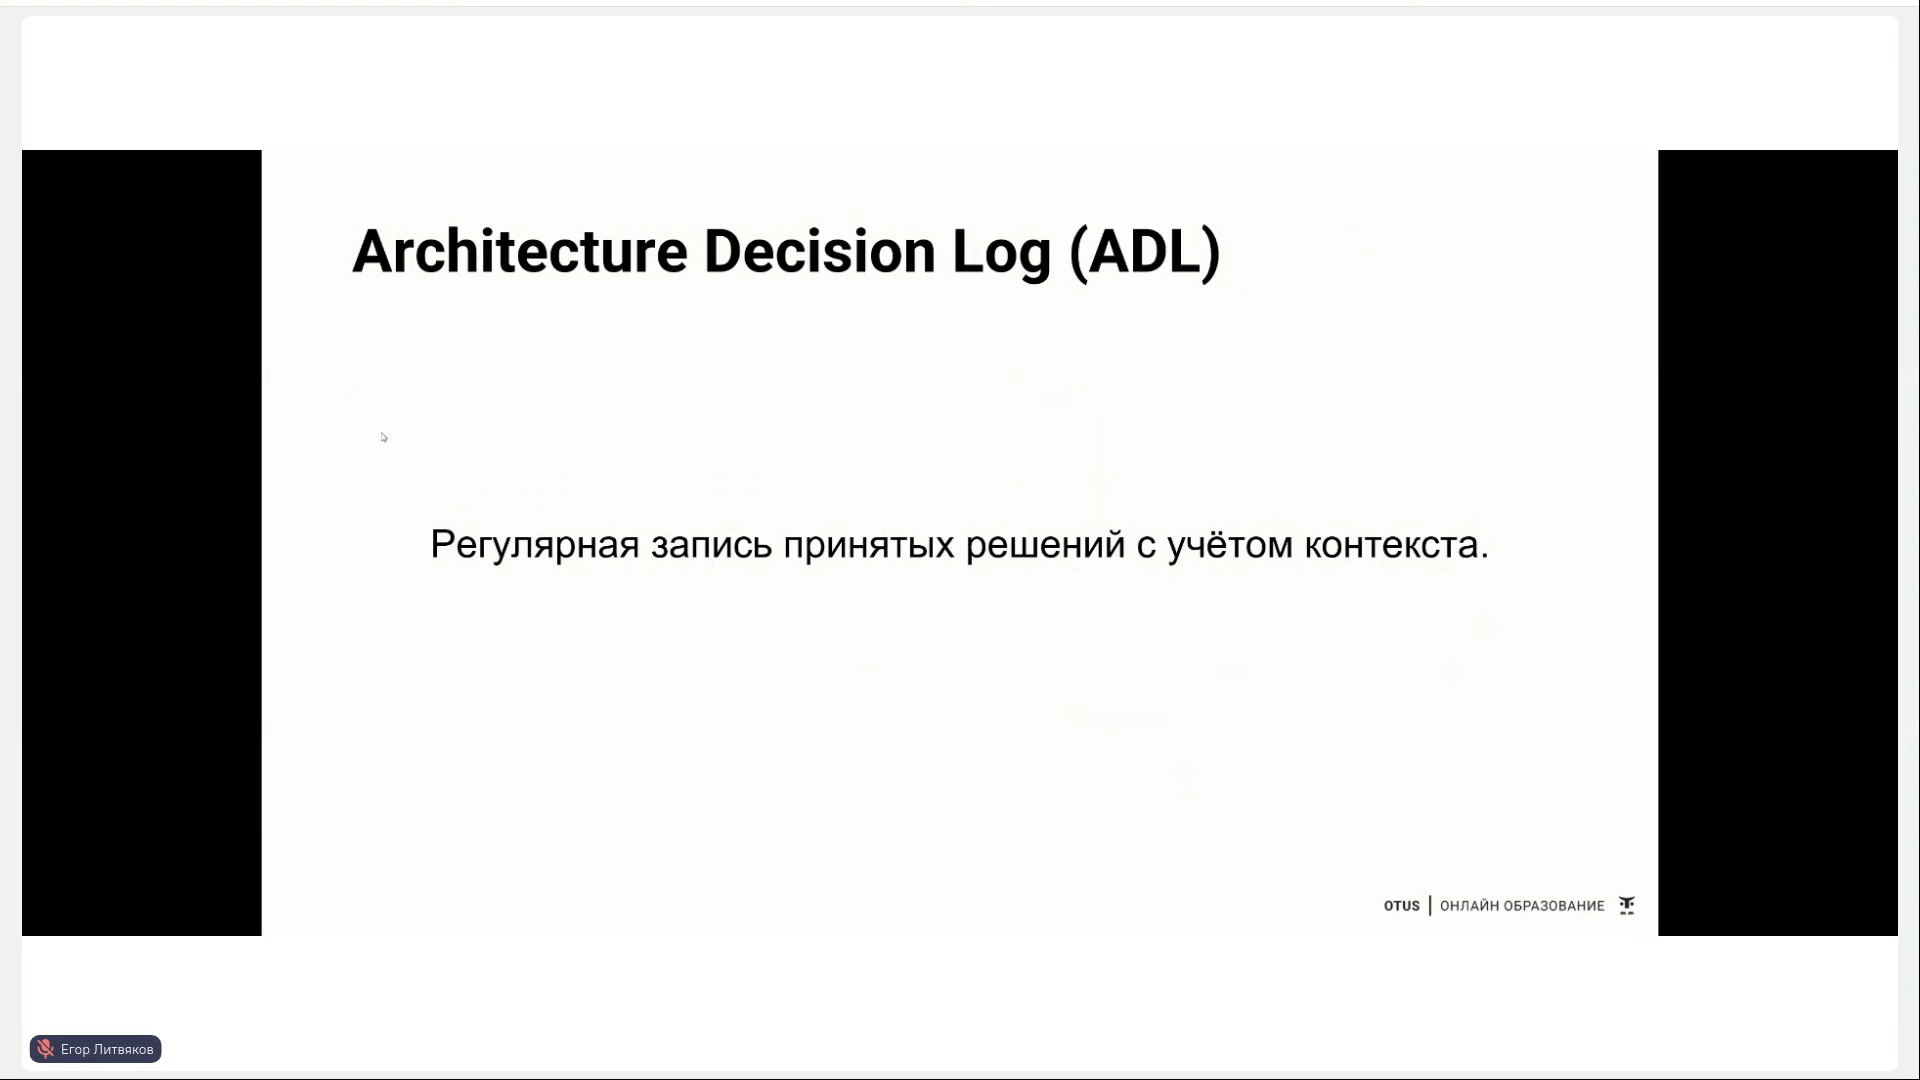 Architecture Decision Log (ADL)
Регулярная запись принятых решений с учётом контекста.
OTUS | ОНЛАЙН ОБРАЗОВАНИЕ
Егор Литвяков